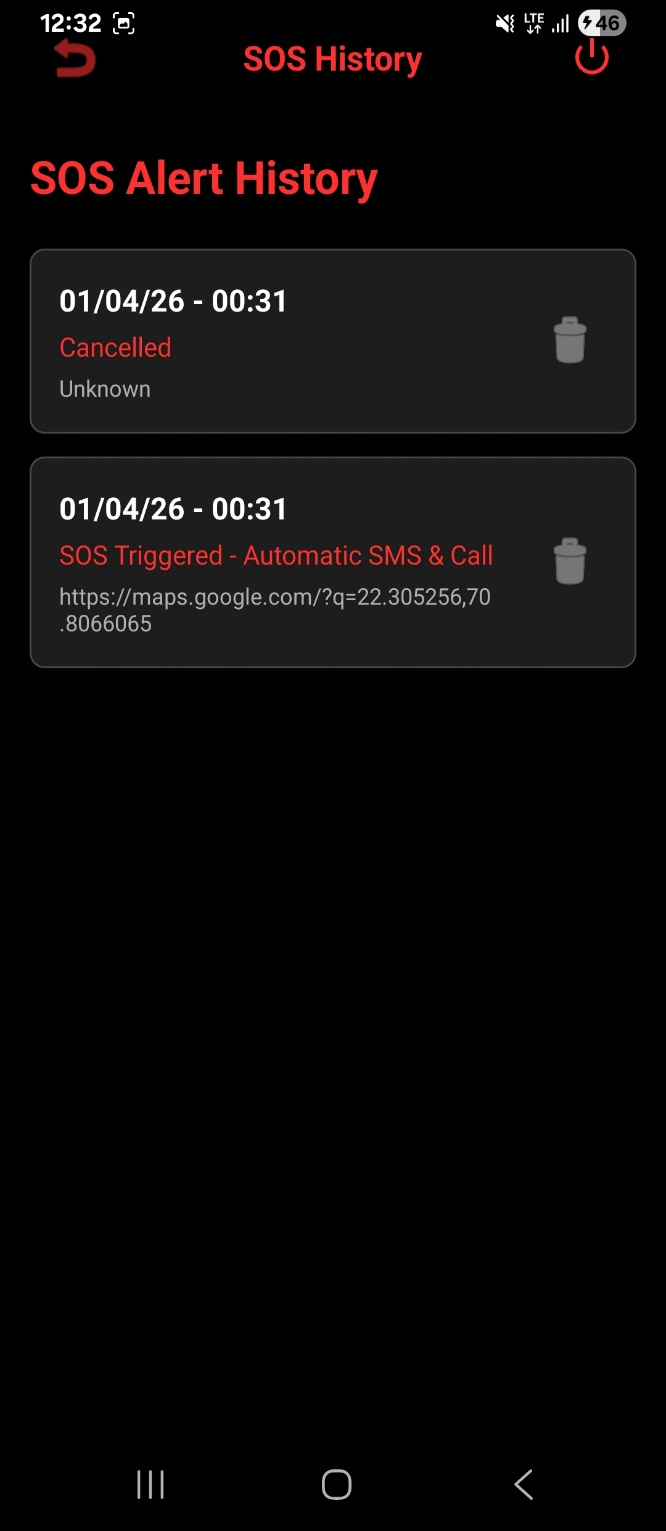 12:32
LTE
46
SOS History
SOS Alert History
01/04/26 - 00:31
Cancelled
Unknown
01/04/26 - 00:31
SOS Triggered - Automatic SMS & Call
https://maps.google.com/?q=22.305256,70
.8066065